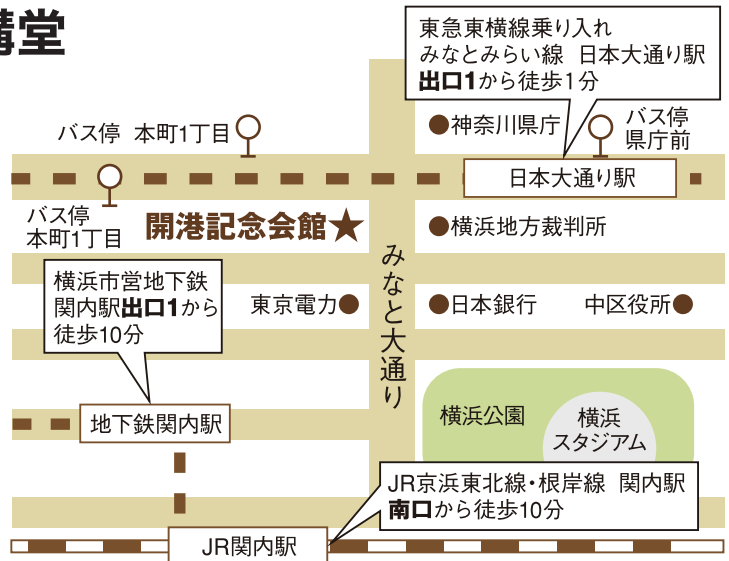 講堂
東急東横線乗り入れ
みなとみらい線 日本大通り駅
出口1から徒歩1分
バス停 本町1丁目
神奈川県庁
バス停
県庁前
日本大通り駅
バス停
本町1丁目
開港記念会館★
横浜地方裁判所
みなと大通り
横浜市営地下鉄
関内駅出口1から
徒歩10分
東京電力
日本銀行
中区役所
地下鉄関内駅
横浜公園
横浜
スタジアム
JR京浜東北線・根岸線 関内駅
南口から徒歩10分
JR関内駅